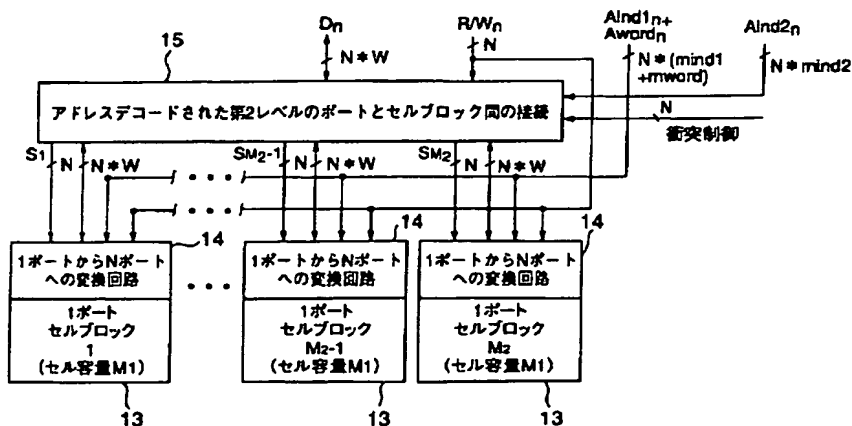 Dn
R/Wn
AInd1n+
Awordn
AInd2n
15
N*W
N
N*(mind1
+mword)
N*mind2
アドレスデコードされた第2レベルのポートとセルブロック間の接続
N
衝突制御
S1
N
N*W
SM2-1
N
N*W
SM2
N
N*W
14
14
14
1ポートからNポート
への変換回路
1ポートからNポート
への変換回路
1ポートからNポート
への変換回路
1ポート
セルブロック
1
(セル容量M1)
1ポート
セルブロック
M2-1
(セル容量M1)
1ポート
セルブロック
M2
(セル容量M1)
13
13
13